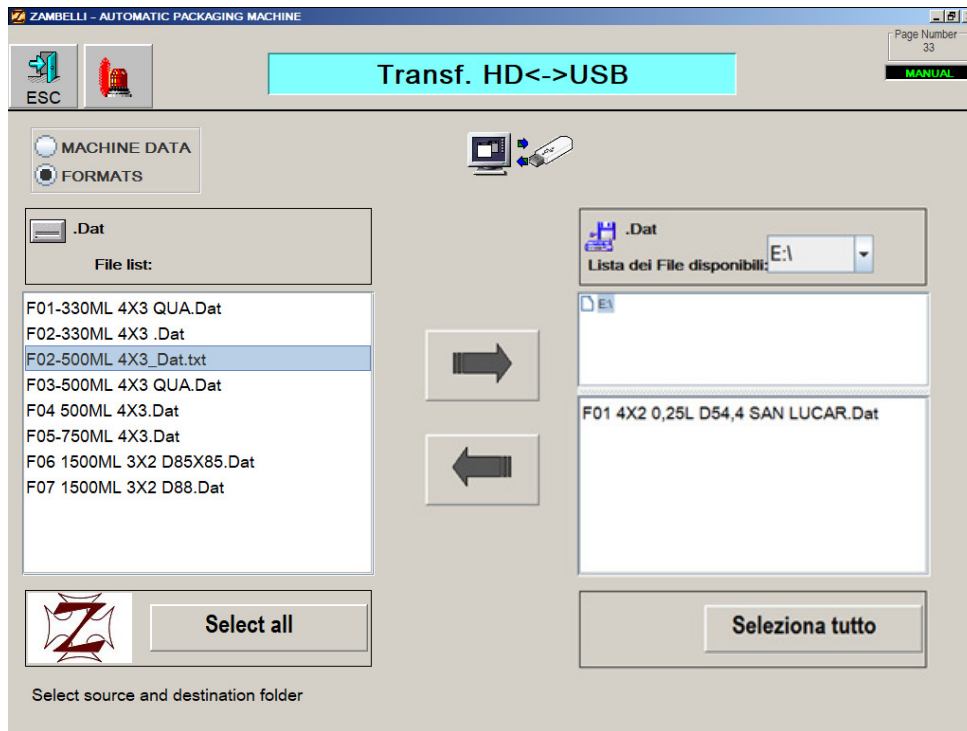 ZAMBELLI - AUTOMATIC PACKAGING MACHINE
Page Number
33
MANUAL
ESC
Transf. HD<->USB
MACHINE DATA
FORMATS
.Dat
File list:
.Dat
Lista dei File disponibili:
E:\
F01-330ML 4X3 QUA.Dat
F02-330ML 4X3 .Dat
F02-500ML 4X3_Dat.txt
F03-500ML 4X3 QUA.Dat
F04 500ML 4X3.Dat
F05-750ML 4X3.Dat
F06 1500ML 3X2 D85X85.Dat
F07 1500ML 3X2 D88.Dat
E:\
F01 4X2 0,25L D54,4 SAN LUCAR.Dat
Z
Select all
Seleziona tutto
Select source and destination folder